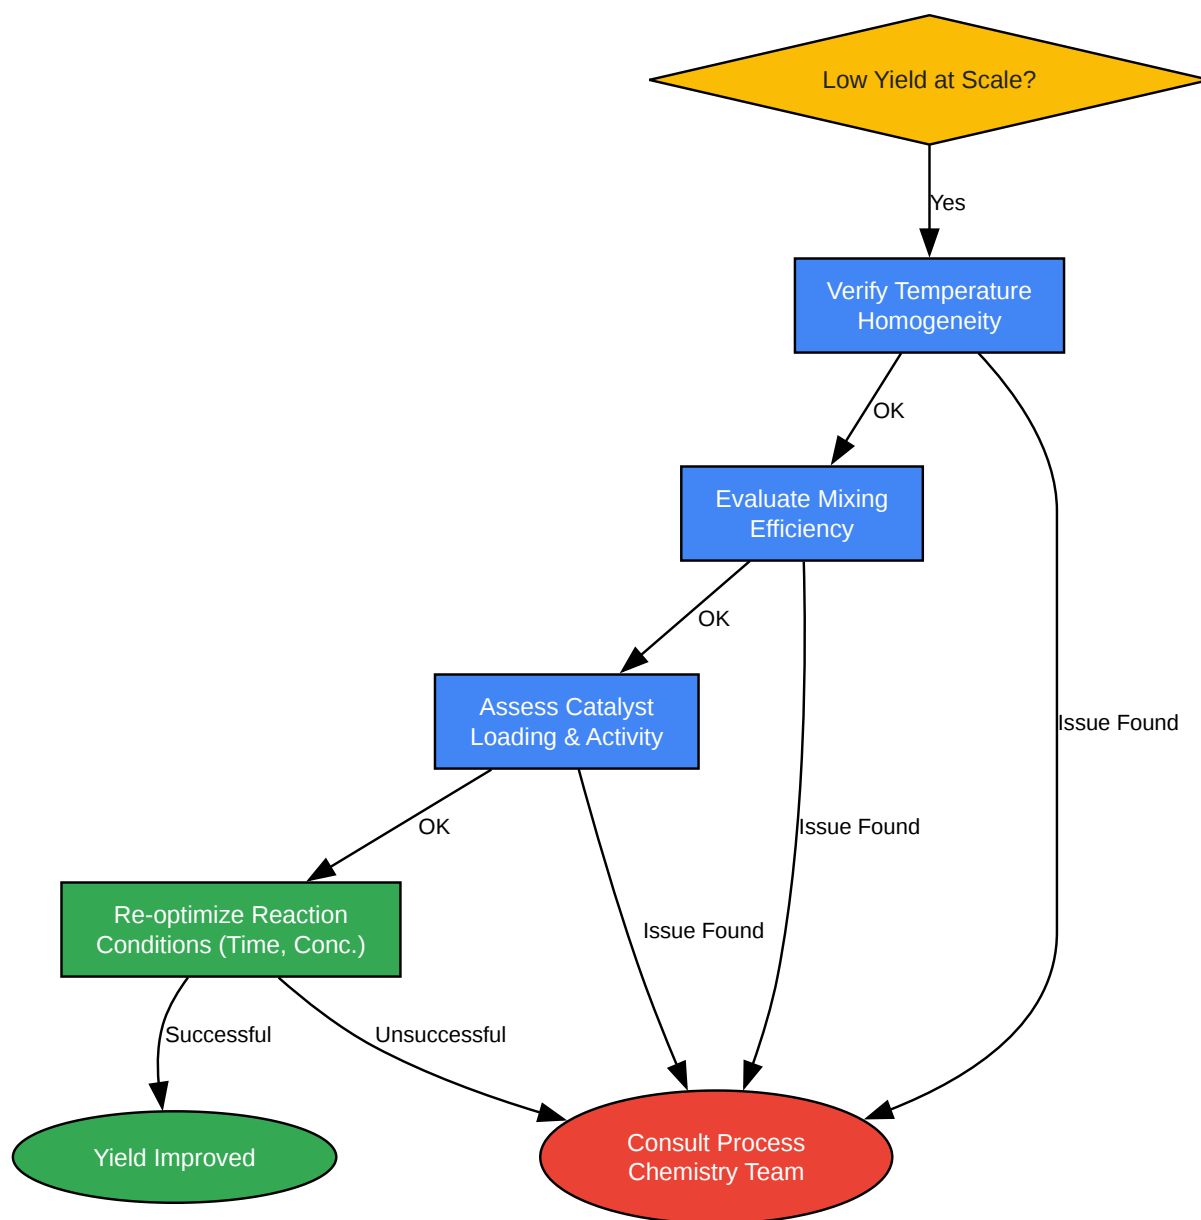 Low Yield at Scale?
Yes
Verify Temperature
Homogeneity
OK
Evaluate Mixing
Efficiency
OK
Assess Catalyst
Loading & Activity
Issue Found
OK
Issue Found
Re-optimize Reaction
Conditions (Time, Conc.)
Issue Found
Successful
Unsuccessful
Yield Improved
Consult Process
Chemistry Team